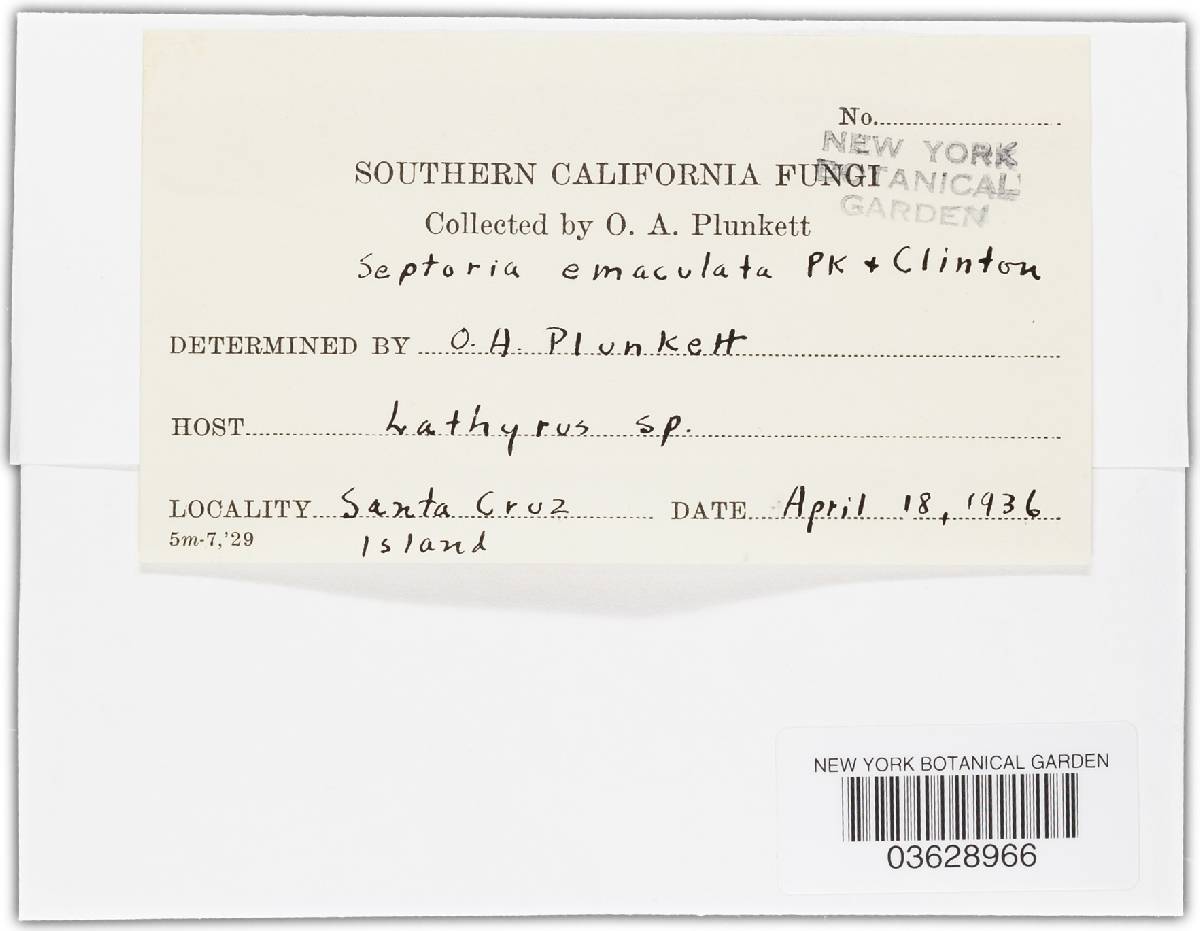 No.
NEW YORK
BOTANICAL
GARDEN
SOUTHERN CALIFORNIA FUNGI
Collected by O. A. Plunkett
Septoria emaculata PK + Clinton
DETERMINED BY O. A. Plunkett
HOST Lathyrus sp.
LOCALITY Santa Cruz DATE April 18, 1936
5m-7,'29 Island
NEW YORK BOTANICAL GARDEN
03628966